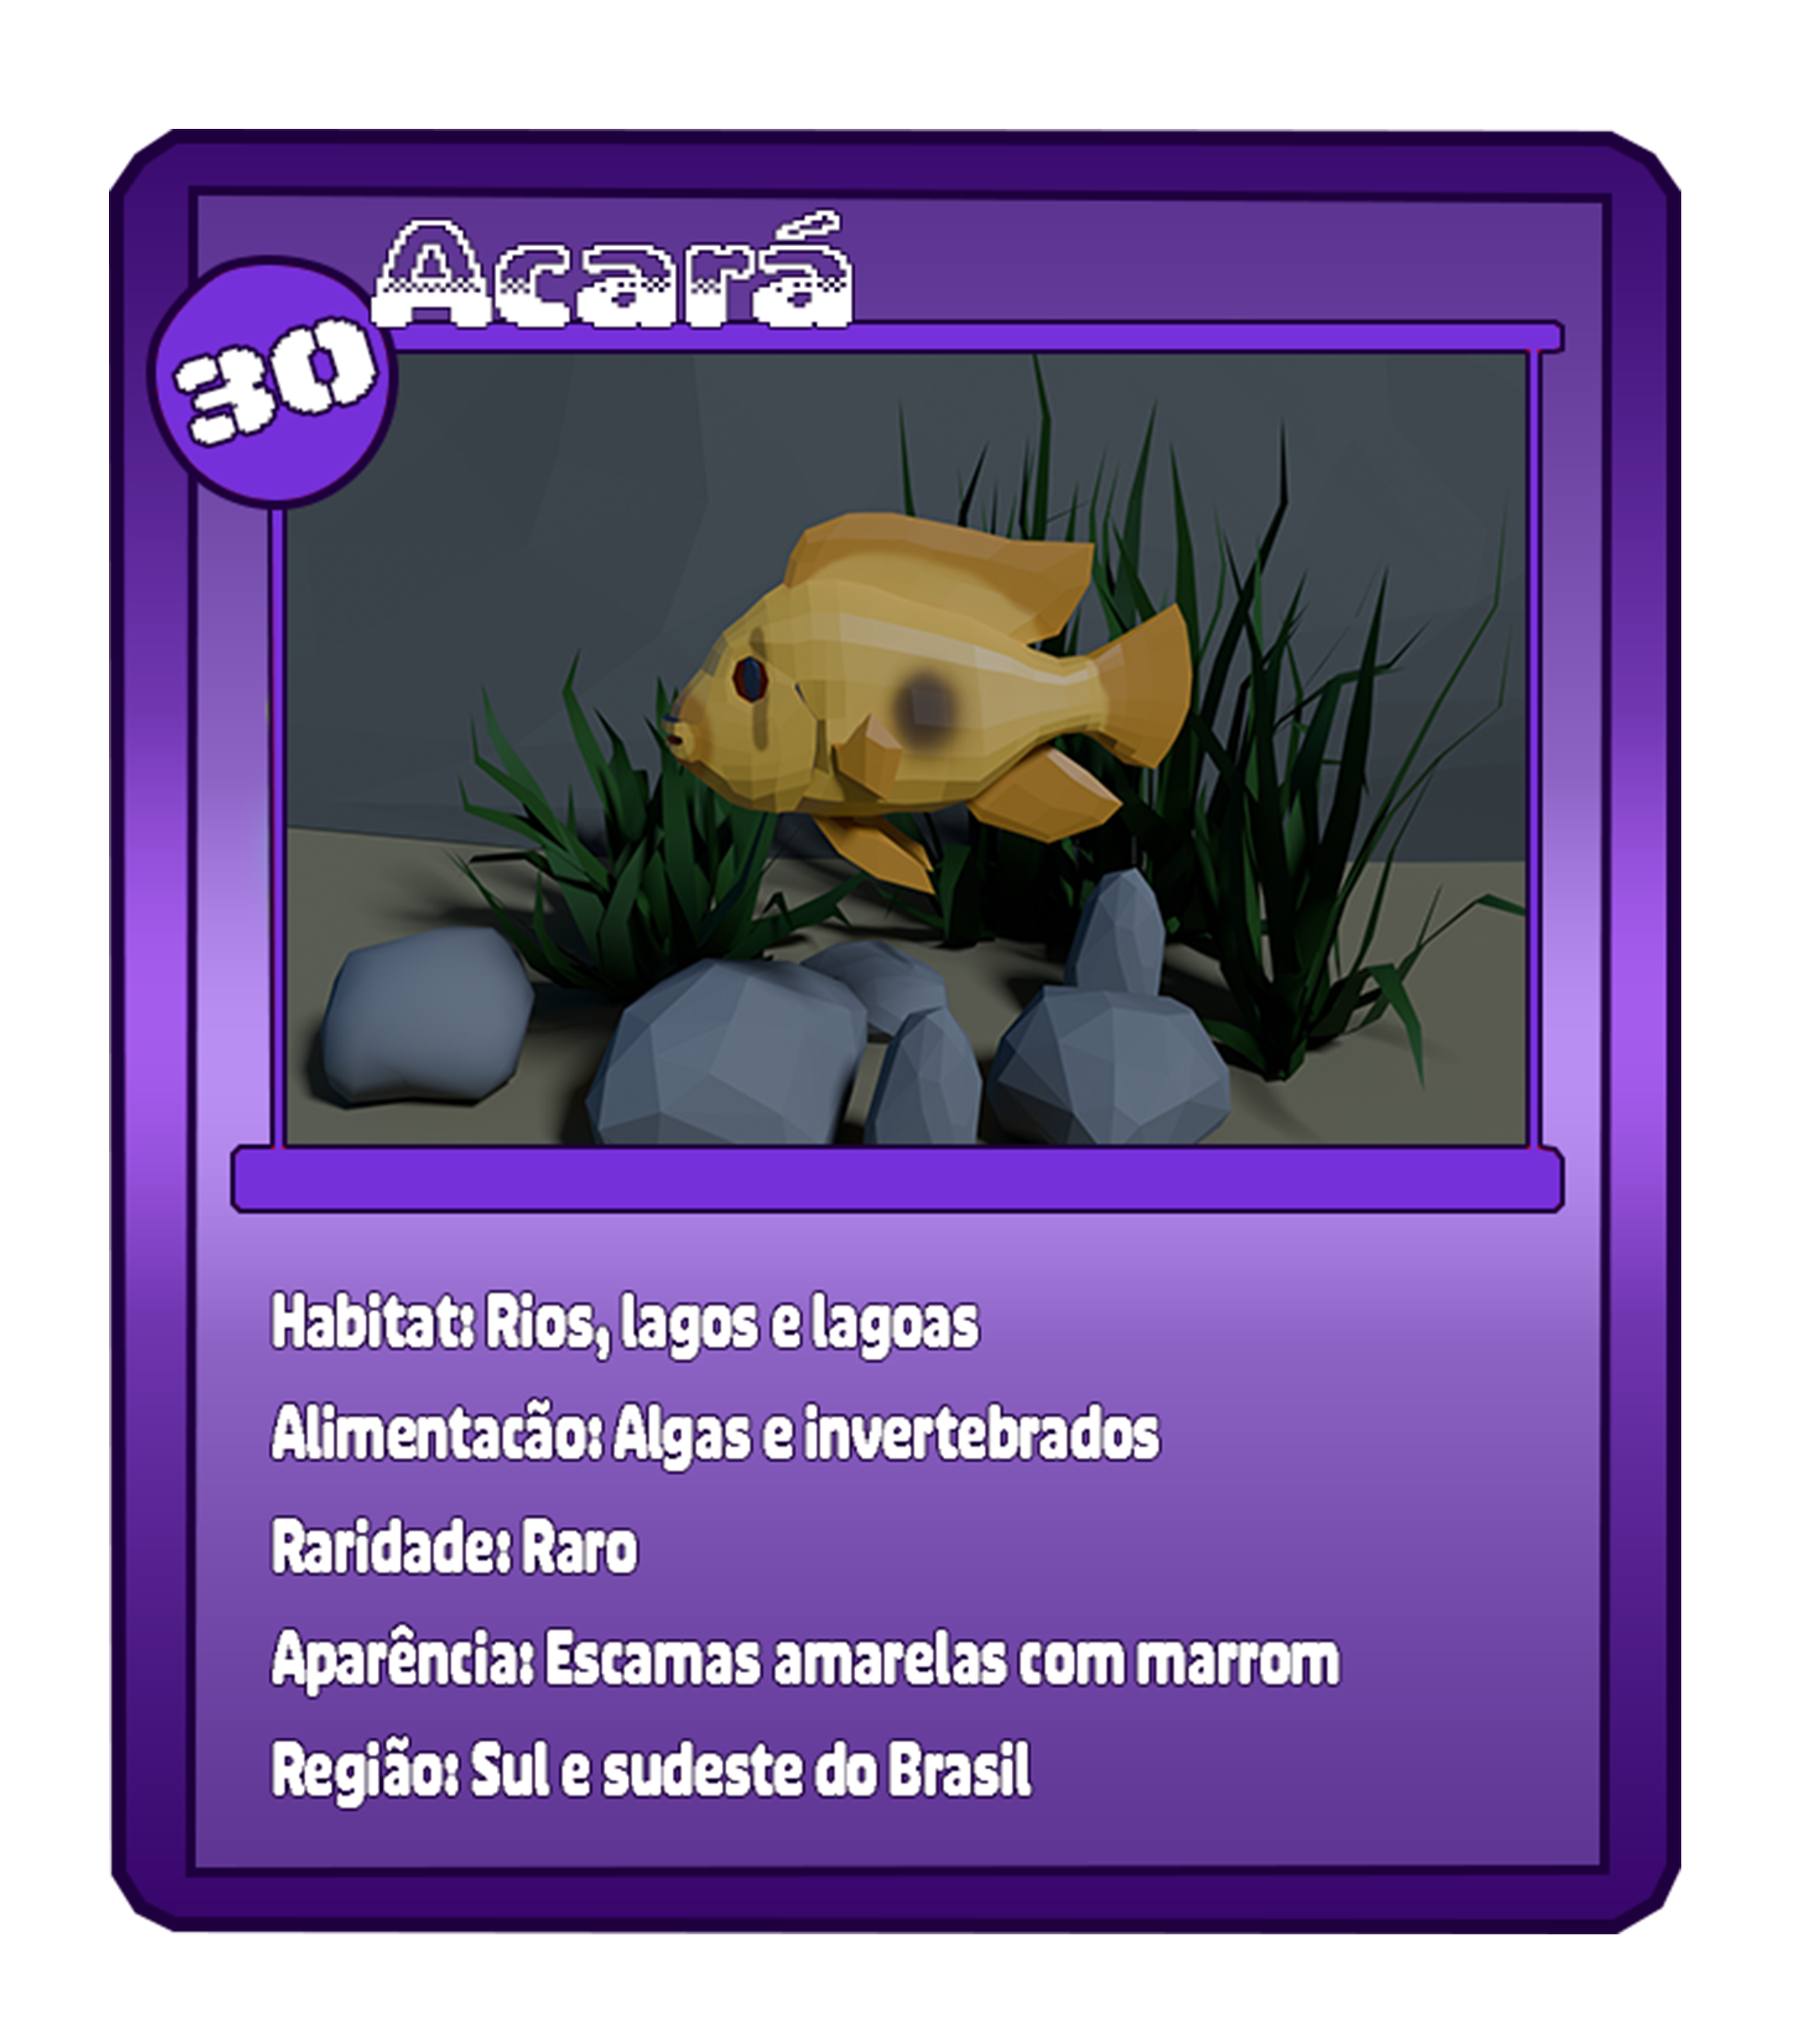 Acará
30
Habitat: Rios, lagos e lagoas
Alimentacão: Algas e invertebrados
Raridade: Raro
Aparência: Escamas amarelas com marrom
Região: Sul e sudeste do Brasil